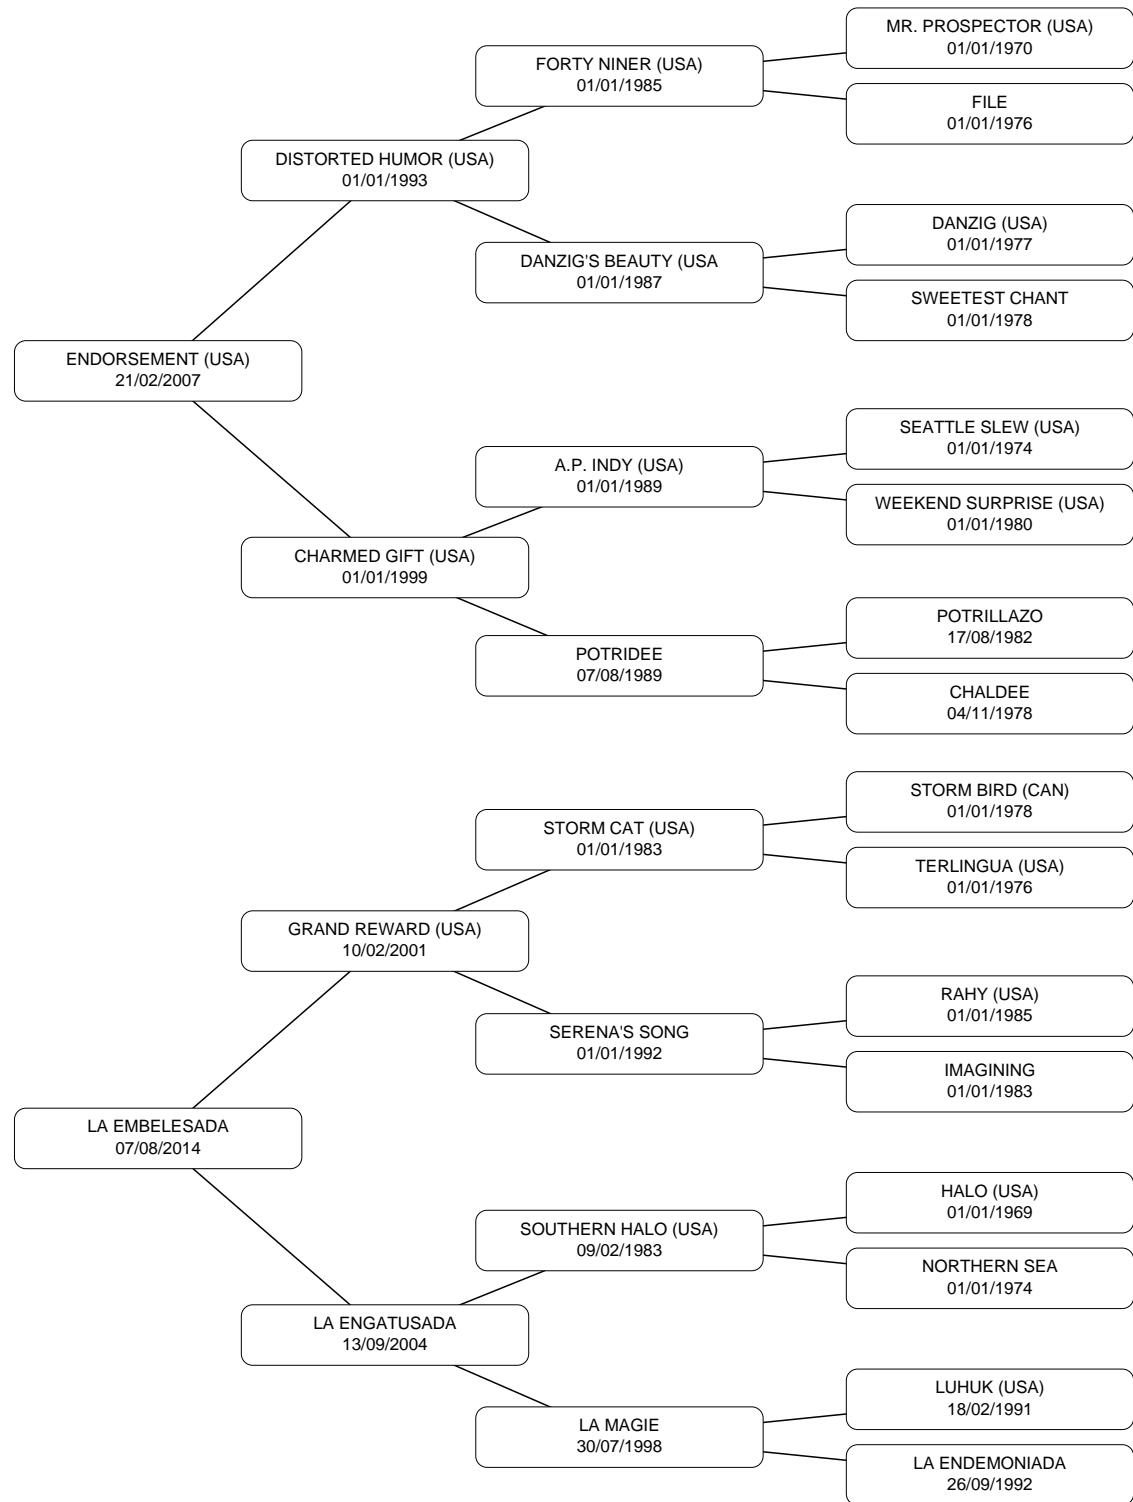 MR. PROSPECTOR (USA)
01/01/1970
FORTY NINER (USA)
01/01/1985
FILE
01/01/1976
DISTORTED HUMOR (USA)
01/01/1993
DANZIG (USA)
01/01/1977
DANZIG'S BEAUTY (USA
01/01/1987
SWEETEST CHANT
01/01/1978
ENDORSEMENT (USA)
21/02/2007
SEATTLE SLEW (USA)
01/01/1974
A.P. INDY (USA)
01/01/1989
WEEKEND SURPRISE (USA)
01/01/1980
CHARMED GIFT (USA)
01/01/1999
POTRILLAZO
17/08/1982
POTRIDEE
07/08/1989
CHALDEE
04/11/1978
STORM BIRD (CAN)
01/01/1978
STORM CAT (USA)
01/01/1983
TERLINGUA (USA)
01/01/1976
GRAND REWARD (USA)
10/02/2001
RAHY (USA)
01/01/1985
SERENA'S SONG
01/01/1992
IMAGINING
01/01/1983
LA EMBELESADA
07/08/2014
HALO (USA)
01/01/1969
SOUTHERN HALO (USA)
09/02/1983
NORTHERN SEA
01/01/1974
LA ENGATUSADA
13/09/2004
LUHUK (USA)
18/02/1991
LA MAGIE
30/07/1998
LA ENDEMONIADA
26/09/1992